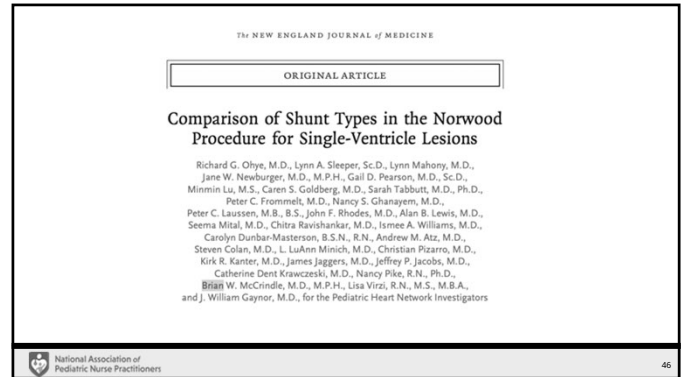 The NEW ENGLAND JOURNAL of MEDICINE
ORIGINAL ARTICLE
Comparison of Shunt Types in the Norwood
Procedure for Single-Ventricle Lesions
Richard G. Ohye, M.D., Lynn A. Sleeper, Sc.D., Lynn Mahony, M.D.,
Jane W. Newburger, M.D., M.P.H., Gail D. Pearson, M.D., Sc.D.,
Minmin Lu, M.S., Caren S. Goldberg, M.D., Sarah Tabbutt, M.D., Ph.D.,
Peter C. Frommelt, M.D., Nancy S. Ghanayem, M.D.,
Peter C. Laussen, M.B., B.S., John F. Rhodes, M.D., Alan B. Lewis, M.D.,
Seema Mital, M.D., Chitra Ravishankar, M.D., Ismee A. Williams, M.D.,
Carolyn Dunbar-Masterson, B.S.N., R.N., Andrew M. Atz, M.D.,
Steven Colan, M.D., L. LuAnn Minich, M.D., Christian Pizarro, M.D.,
Kirk R. Kanter, M.D., James Jaggers, M.D., Jeffrey P. Jacobs, M.D.,
Catherine Dent Krawczeski, M.D., Nancy Pike, R.N., Ph.D.,
Brian W. McCrindle, M.D., M.P.H., Lisa Virzi, R.N., M.S., M.B.A.,
and J. William Gaynor, M.D., for the Pediatric Heart Network Investigators
National Association of
Pediatric Nurse Practitioners
46